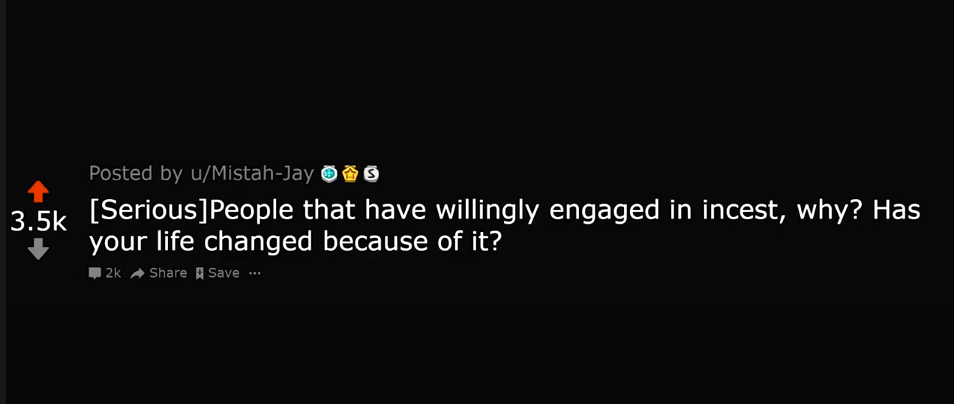 Posted by u/Mistah-Jay
3.5k
[Serious]People that have willingly engaged in incest, why? Has
your life changed because of it?
2k Share Save ...